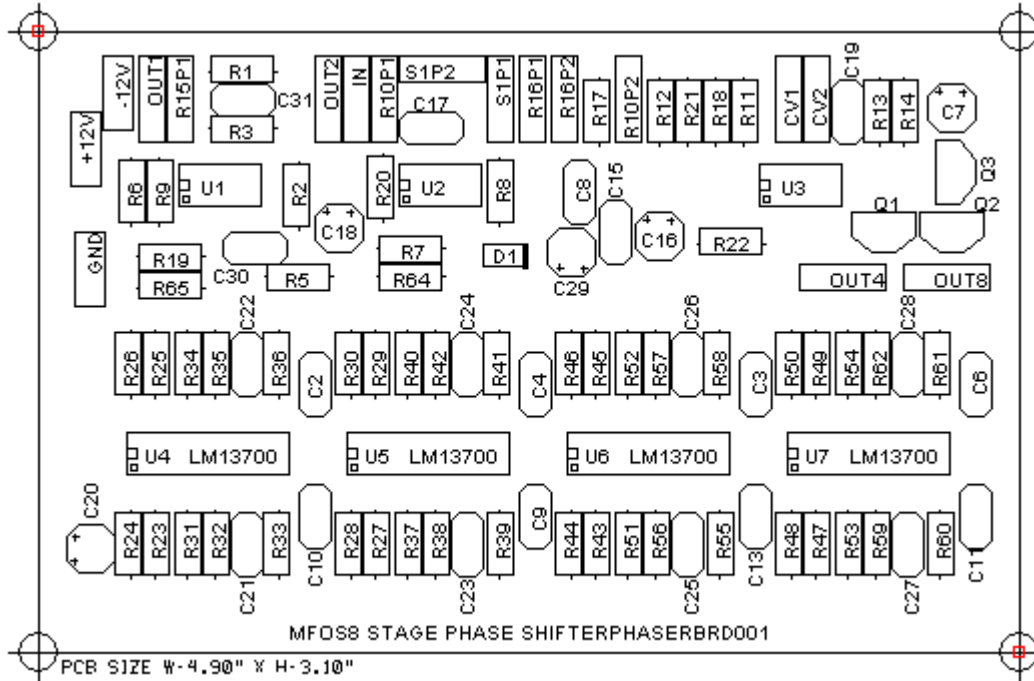 -12V OUT1 R15P1 R1 C31 R3 OUT2 IN R10P1 S1P2 C17 S1P1 R16P1 R16P2 R17 R10P2 R12 R21 R18 R11 CV1 CV2 C19 R13 R14 C7
+12V R6 R9 U1 R2 C18 R20 U2 R8 C8 C15 C16 U3 Q1 Q3 Q2
GND R19 R65 C30 R5 R7 R64 D1 C29 R22 OUT4 OUT8
R26 R25 R34 R35 C22 R36 C2 R30 R29 R40 R42 C24 R41 C4 R46 R45 R52 R57 C26 R58 C3 R50 R49 R54 R62 C28 R61 C6
U4 LM13700 U5 LM13700 U6 LM13700 U7 LM13700
C20 R24 R23 R31 R32 C21 R33 C10 R28 R27 R37 R38 C23 R39 C9 R44 R43 R51 R56 C25 R55 C13 R48 R47 R53 R59 C27 R60 C11
MFOS8 STAGE PHASE SHIFTERPHASERBRD001
PCB SIZE W-4.90" X H-3.10"